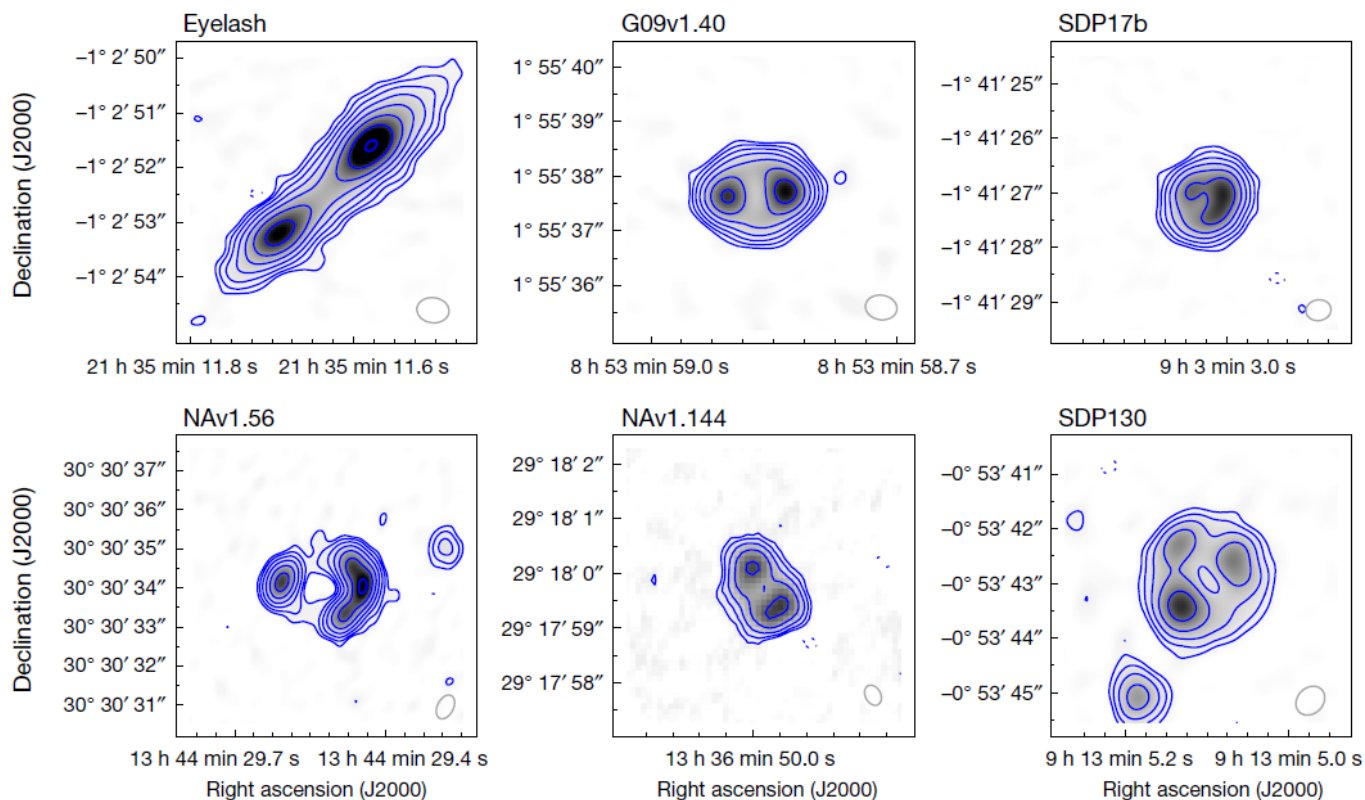 Eyelash
G09v1.40
SDP17b
Declination (J2000)
−1° 2′ 50″
−1° 2′ 51″
−1° 2′ 52″
−1° 2′ 53″
−1° 2′ 54″
1° 55′ 40″
1° 55′ 39″
1° 55′ 38″
1° 55′ 37″
1° 55′ 36″
−1° 41′ 25″
−1° 41′ 26″
−1° 41′ 27″
−1° 41′ 28″
−1° 41′ 29″
21 h 35 min 11.8 s 21 h 35 min 11.6 s
8 h 53 min 59.0 s 8 h 53 min 58.7 s
9 h 3 min 3.0 s
NAv1.56
NAv1.144
SDP130
Declination (J2000)
30° 30′ 37″
30° 30′ 36″
30° 30′ 35″
30° 30′ 34″
30° 30′ 33″
30° 30′ 32″
30° 30′ 31″
29° 18′ 2″
29° 18′ 1″
29° 18′ 0″
29° 17′ 59″
29° 17′ 58″
−0° 53′ 41″
−0° 53′ 42″
−0° 53′ 43″
−0° 53′ 44″
−0° 53′ 45″
13 h 44 min 29.7 s 13 h 44 min 29.4 s
13 h 36 min 50.0 s
9 h 13 min 5.2 s 9 h 13 min 5.0 s
Right ascension (J2000)
Right ascension (J2000)
Right ascension (J2000)